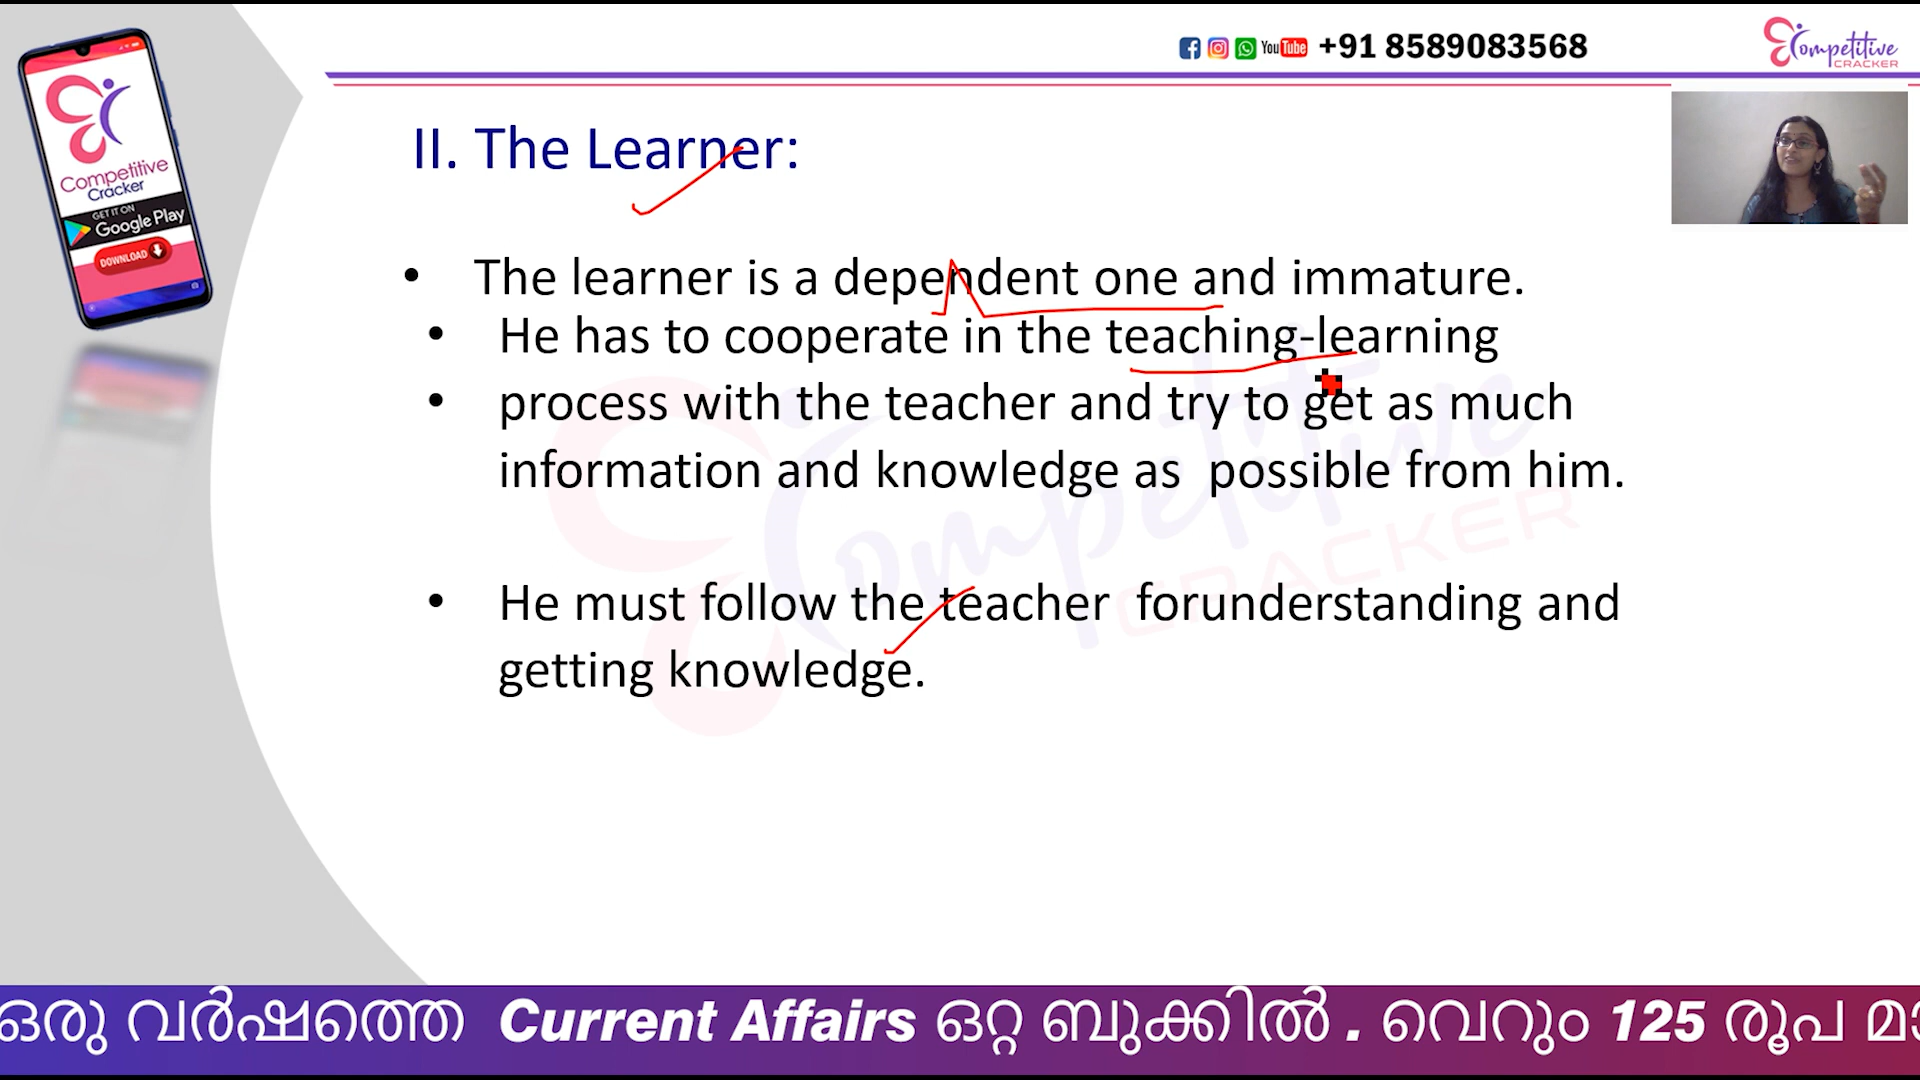 YouTube +91 8589083568
Competitive
CRACKER
Competitive
Cracker
GET IT ON
Google Play
DOWNLOAD
II. The Learner:
• The learner is a dependent one and immature.
• He has to cooperate in the teaching-learning
• process with the teacher and try to get as much
information and knowledge as possible from him.
• He must follow the teacher forunderstanding and
getting knowledge.
Competitive
CRACKER
ഒരു വർഷത്തെ Current Affairs ഒറ്റ ബുക്കിൽ . വെറും 125 രൂപ മാ